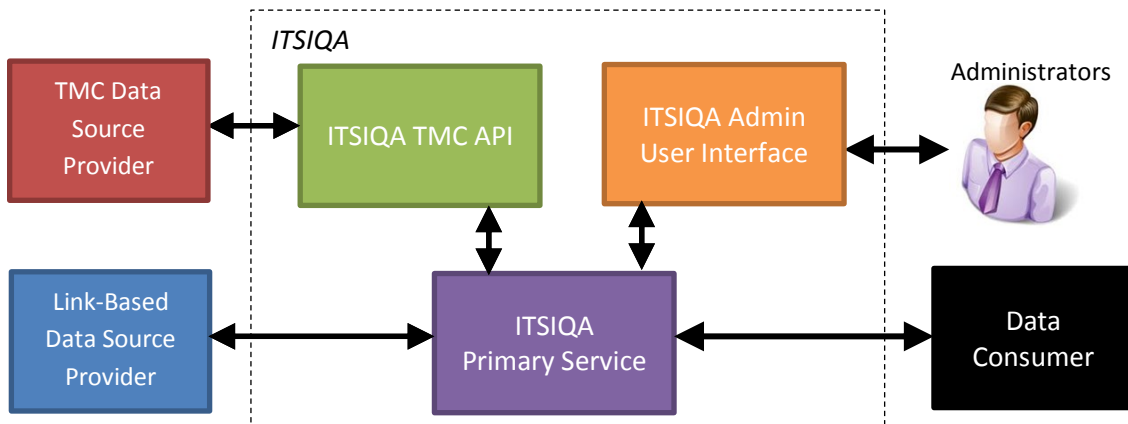 ITSIQA
TMC Data
Source
Provider
ITSIQA TMC API
ITSIQA Admin
User Interface
Administrators
Link-Based
Data Source
Provider
ITSIQA
Primary Service
Data
Consumer